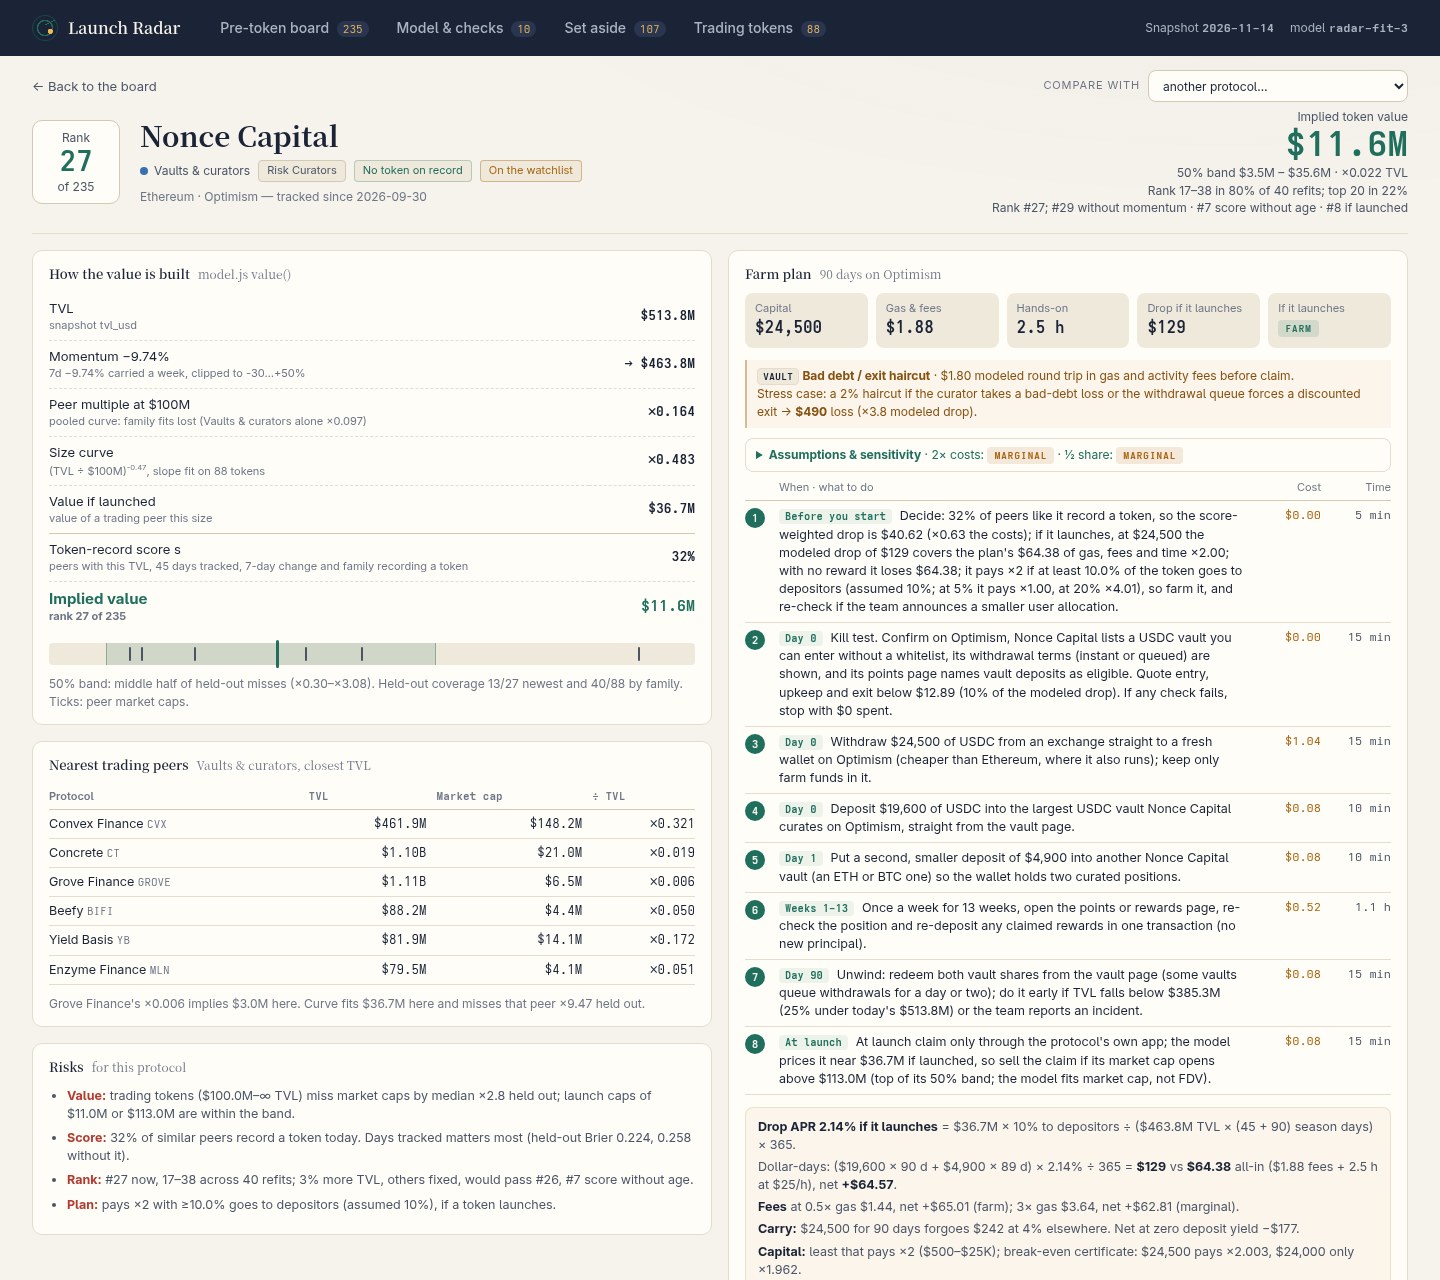 Launch Radar
Pre-token board 235
Model & checks 10
Set aside 107
Trading tokens 88
Snapshot 2026-11-14 model radar-fit-3
← Back to the board
COMPARE WITH another protocol...
Rank
27
of 235
Nonce Capital
Vaults & curators Risk Curators No token on record On the watchlist
Ethereum · Optimism — tracked since 2026-09-30
Implied token value
$11.6M
50% band $3.5M – $35.6M · ×0.022 TVL
Rank 17–38 in 80% of 40 refits; top 20 in 22%
Rank #27; #29 without momentum · #7 score without age · #8 if launched
How the value is built model.js value()
TVL
snapshot tvl_usd
$513.8M
Momentum −9.74%
7d −9.74% carried a week, clipped to -30…+50%
→ $463.8M
Peer multiple at $100M
pooled curve: family fits lost (Vaults & curators alone ×0.097)
×0.164
Size curve
(TVL ÷ $100M)^-0.47, slope fit on 88 tokens
×0.483
Value if launched
value of a trading peer this size
$36.7M
Token-record score s
peers with this TVL, 45 days tracked, 7-day change and family recording a token
32%
Implied value
rank 27 of 235
$11.6M
50% band: middle half of held-out misses (×0.30–×3.08). Held-out coverage 13/27 newest and 40/88 by family.
Ticks: peer market caps.
Nearest trading peers Vaults & curators, closest TVL
Protocol TVL Market cap ÷ TVL
Convex Finance CVX $461.9M $148.2M ×0.321
Concrete CT $1.10B $21.0M ×0.019
Grove Finance GROVE $1.11B $6.5M ×0.006
Beefy BIFI $88.2M $4.4M ×0.050
Yield Basis YB $81.9M $14.1M ×0.172
Enzyme Finance MLN $79.5M $4.1M ×0.051
Grove Finance's ×0.006 implies $3.0M here. Curve fits $36.7M here and misses that peer ×9.47 held out.
Risks for this protocol
• Value: trading tokens ($100.0M–∞ TVL) miss market caps by median ×2.8 held out; launch caps of
$11.0M or $113.0M are within the band.
• Score: 32% of similar peers record a token today. Days tracked matters most (held-out Brier 0.224, 0.258
without it).
• Rank: #27 now, 17–38 across 40 refits; 3% more TVL, others fixed, would pass #26, #7 score without age.
• Plan: pays ×2 with ≥10.0% goes to depositors (assumed 10%), if a token launches.
Farm plan 90 days on Optimism
Capital
$24,500
Gas & fees
$1.88
Hands-on
2.5 h
Drop if it launches
$129
If it launches
FARM
VAULT Bad debt / exit haircut · $1.80 modeled round trip in gas and activity fees before claim.
Stress case: a 2% haircut if the curator takes a bad-debt loss or the withdrawal queue forces a discounted
exit → $490 loss (×3.8 modeled drop).
▶ Assumptions & sensitivity · 2× costs: MARGINAL · ½ share: MARGINAL
When · what to do Cost Time
1 Before you start Decide: 32% of peers like it record a token, so the score-
weighted drop is $40.62 (×0.63 the costs); if it launches, at $24,500 the
modeled drop of $129 covers the plan's $64.38 of gas, fees and time ×2.00;
with no reward it loses $64.38; it pays ×2 if at least 10.0% of the token goes to
depositors (assumed 10%; at 5% it pays ×1.00, at 20% ×4.01), so farm it, and
re-check if the team announces a smaller user allocation.
$0.00 5 min
2 Day 0 Kill test. Confirm on Optimism, Nonce Capital lists a USDC vault you
can enter without a whitelist, its withdrawal terms (instant or queued) are
shown, and its points page names vault deposits as eligible. Quote entry,
upkeep and exit below $12.89 (10% of the modeled drop). If any check fails,
stop with $0 spent.
$0.00 15 min
3 Day 0 Withdraw $24,500 of USDC from an exchange straight to a fresh
wallet on Optimism (cheaper than Ethereum, where it also runs); keep only
farm funds in it.
$1.04 15 min
4 Day 0 Deposit $19,600 of USDC into the largest USDC vault Nonce Capital
curates on Optimism, straight from the vault page.
$0.08 10 min
5 Day 1 Put a second, smaller deposit of $4,900 into another Nonce Capital
vault (an ETH or BTC one) so the wallet holds two curated positions.
$0.08 10 min
6 Weeks 1–13 Once a week for 13 weeks, open the points or rewards page, re-
check the position and re-deposit any claimed rewards in one transaction (no
new principal).
$0.52 1.1 h
7 Day 90 Unwind: redeem both vault shares from the vault page (some vaults
queue withdrawals for a day or two); do it early if TVL falls below $385.3M
(25% under today's $513.8M) or the team reports an incident.
$0.08 15 min
8 At launch At launch claim only through the protocol's own app; the model
prices it near $36.7M if launched, so sell the claim if its market cap opens
above $113.0M (top of its 50% band; the model fits market cap, not FDV).
$0.08 15 min
Drop APR 2.14% if it launches = $36.7M × 10% to depositors ÷ ($463.8M TVL × (45 + 90) season days)
× 365.
Dollar-days: ($19,600 × 90 d + $4,900 × 89 d) × 2.14% ÷ 365 = $129 vs $64.38 all-in ($1.88 fees + 2.5 h
at $25/h), net +$64.57.
Fees at 0.5× gas $1.44, net +$65.01 (farm); 3× gas $3.64, net +$62.81 (marginal).
Carry: $24,500 for 90 days forgoes $242 at 4% elsewhere. Net at zero deposit yield −$177.
Capital: least that pays ×2 ($500–$25K); break-even certificate: $24,500 pays ×2.003, $24,000 only
×1.962.